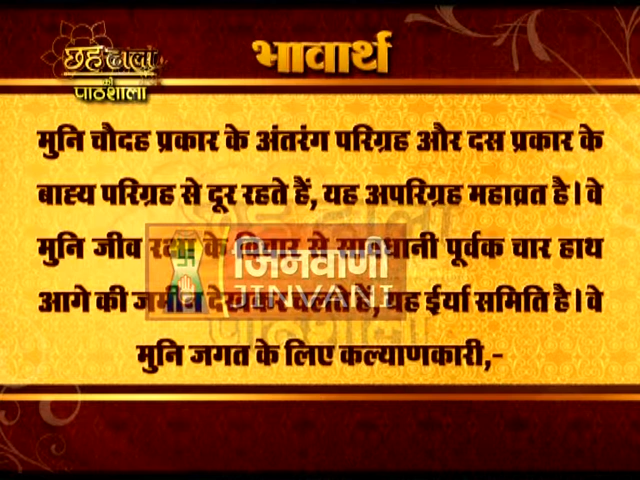 छहढाला
की
पाठशाला
भावार्थ
मुनि चौदह प्रकार के अंतरंग परिग्रह और दस प्रकार के
बाह्य परिग्रह से दूर रहते हैं, यह अपरिग्रह महाव्रत है। वे
मुनि जीव रक्षा के विचार से सावधानी पूर्वक चार हाथ
आगे की जमीन देखकर चलते हैं, यह ईर्या समिति है। वे
मुनि जगत के लिए कल्याणकारी,-
जिनवाणी
JINVANI